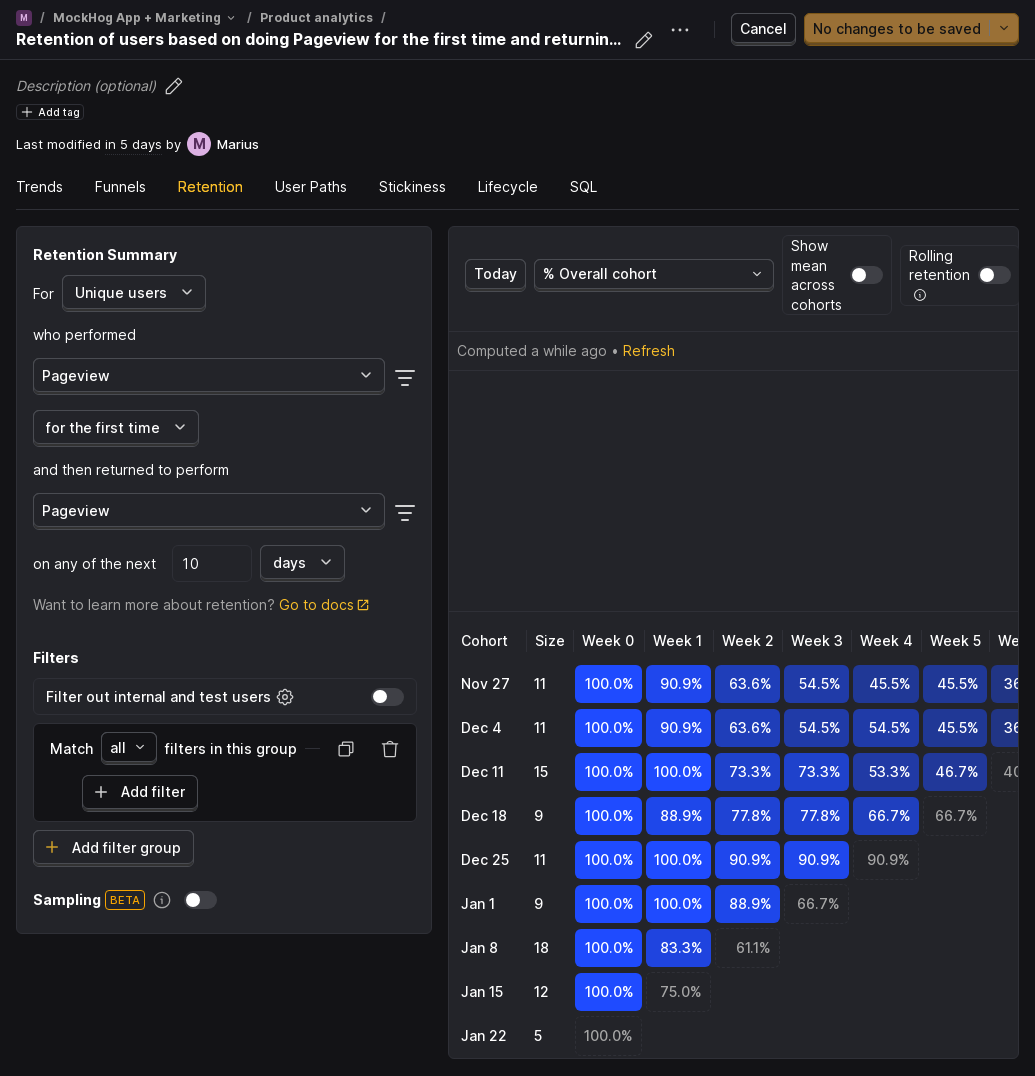 M / MockHog App + Marketing / Product analytics /
Retention of users based on doing Pageview for the first time and returnin...
Cancel
No changes to be saved
Description (optional)
Add tag
Last modified in 5 days by M Marius
Trends Funnels Retention User Paths Stickiness Lifecycle SQL
Retention Summary
For Unique users
who performed
Pageview
for the first time
and then returned to perform
Pageview
on any of the next 10 days
Want to learn more about retention? Go to docs
Filters
Filter out internal and test users
Match all filters in this group
Add filter
Add filter group
Sampling BETA
Today
% Overall cohort
Show
mean
across
cohorts
Rolling
retention
Computed a while ago • Refresh
Cohort Size Week 0 Week 1 Week 2 Week 3 Week 4 Week 5 We
Nov 27 11 100.0% 90.9% 63.6% 54.5% 45.5% 45.5% 36
Dec 4 11 100.0% 90.9% 63.6% 54.5% 54.5% 45.5% 36
Dec 11 15 100.0% 100.0% 73.3% 73.3% 53.3% 46.7% 40
Dec 18 9 100.0% 88.9% 77.8% 77.8% 66.7% 66.7%
Dec 25 11 100.0% 100.0% 90.9% 90.9% 90.9%
Jan 1 9 100.0% 100.0% 88.9% 66.7%
Jan 8 18 100.0% 83.3% 61.1%
Jan 15 12 100.0% 75.0%
Jan 22 5 100.0%